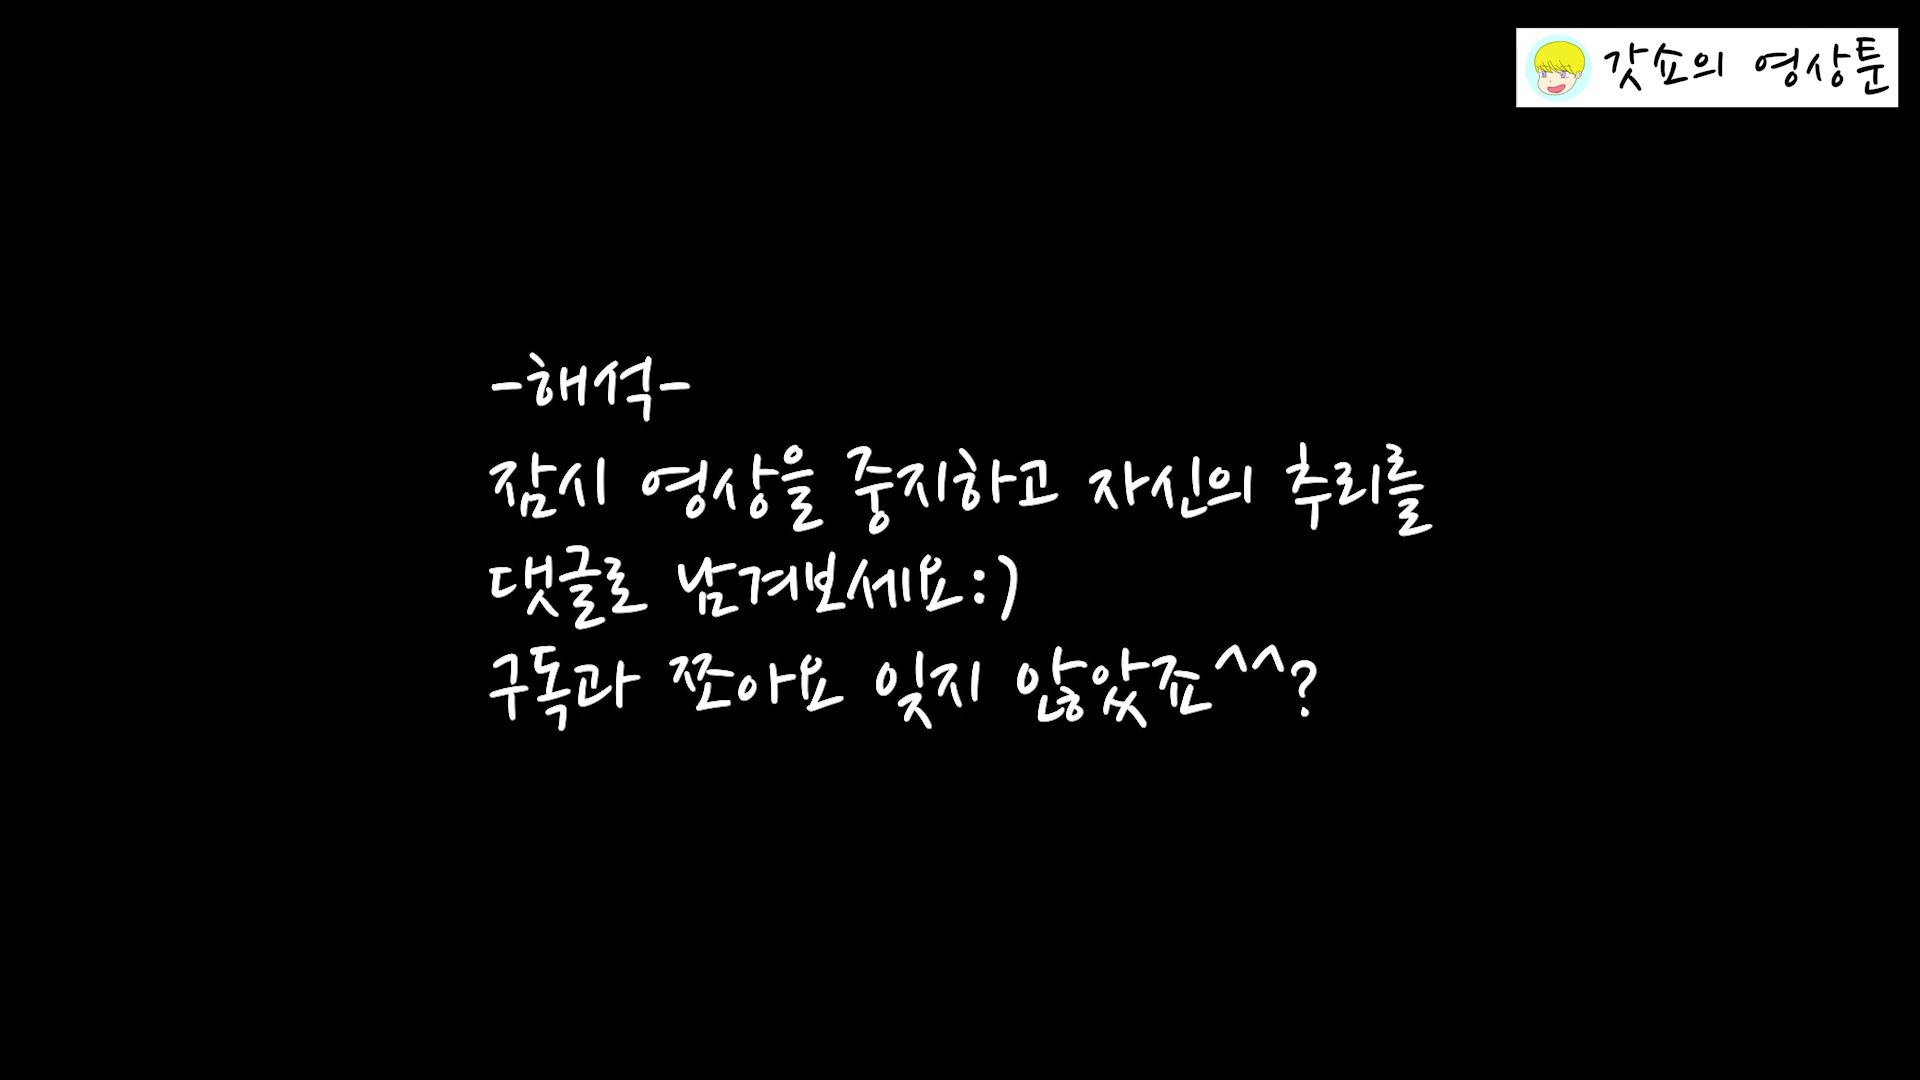 갓쇼의 영상툰
-해석-
잠시 영상을 중지하고 자신의 추리를
댓글로 남겨보세요:)
구독과 쪼아요 잊지 않았죠^^?